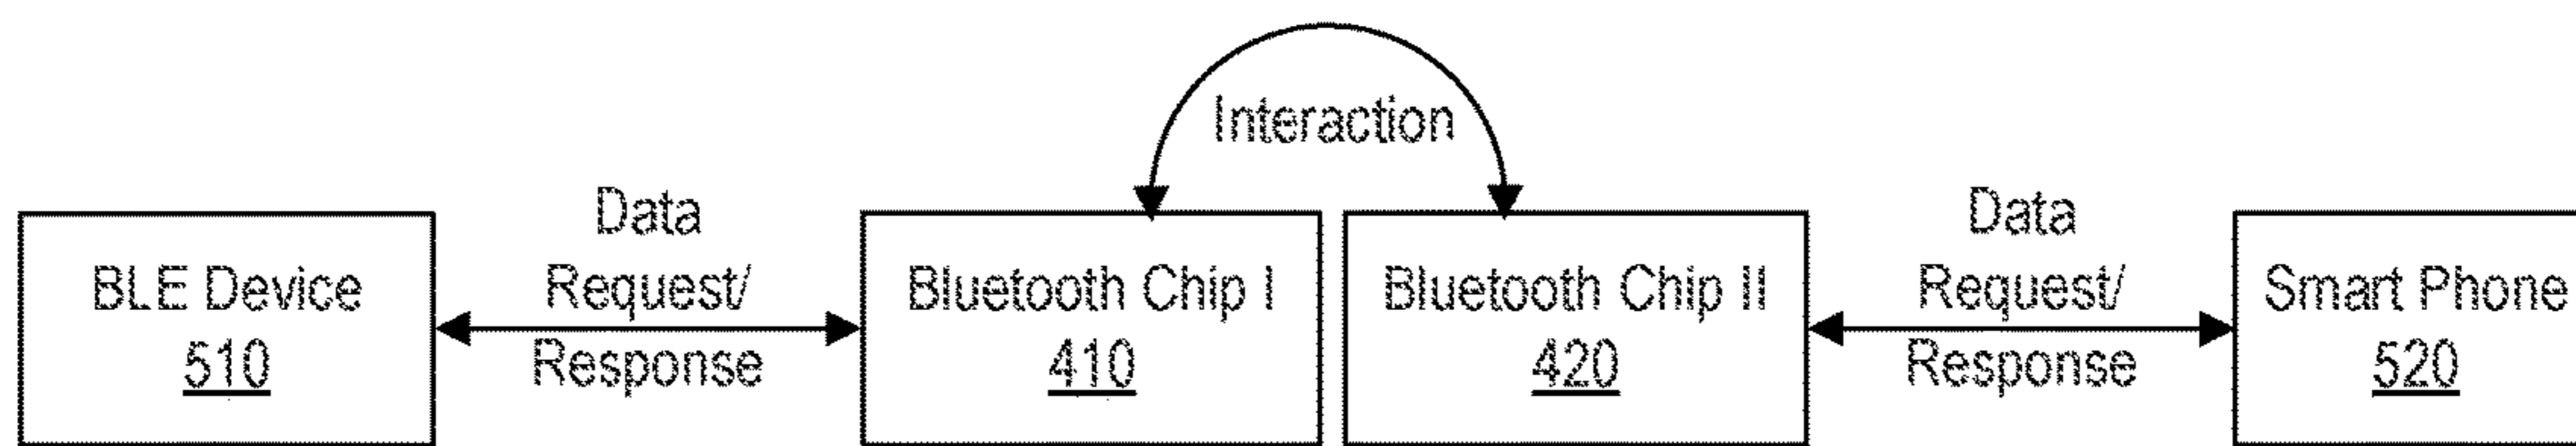 Interaction
BLE Device
510
Data
Request/
Response
Bluetooth Chip I
410
Bluetooth Chip II
420
Data
Request/
Response
Smart Phone
520